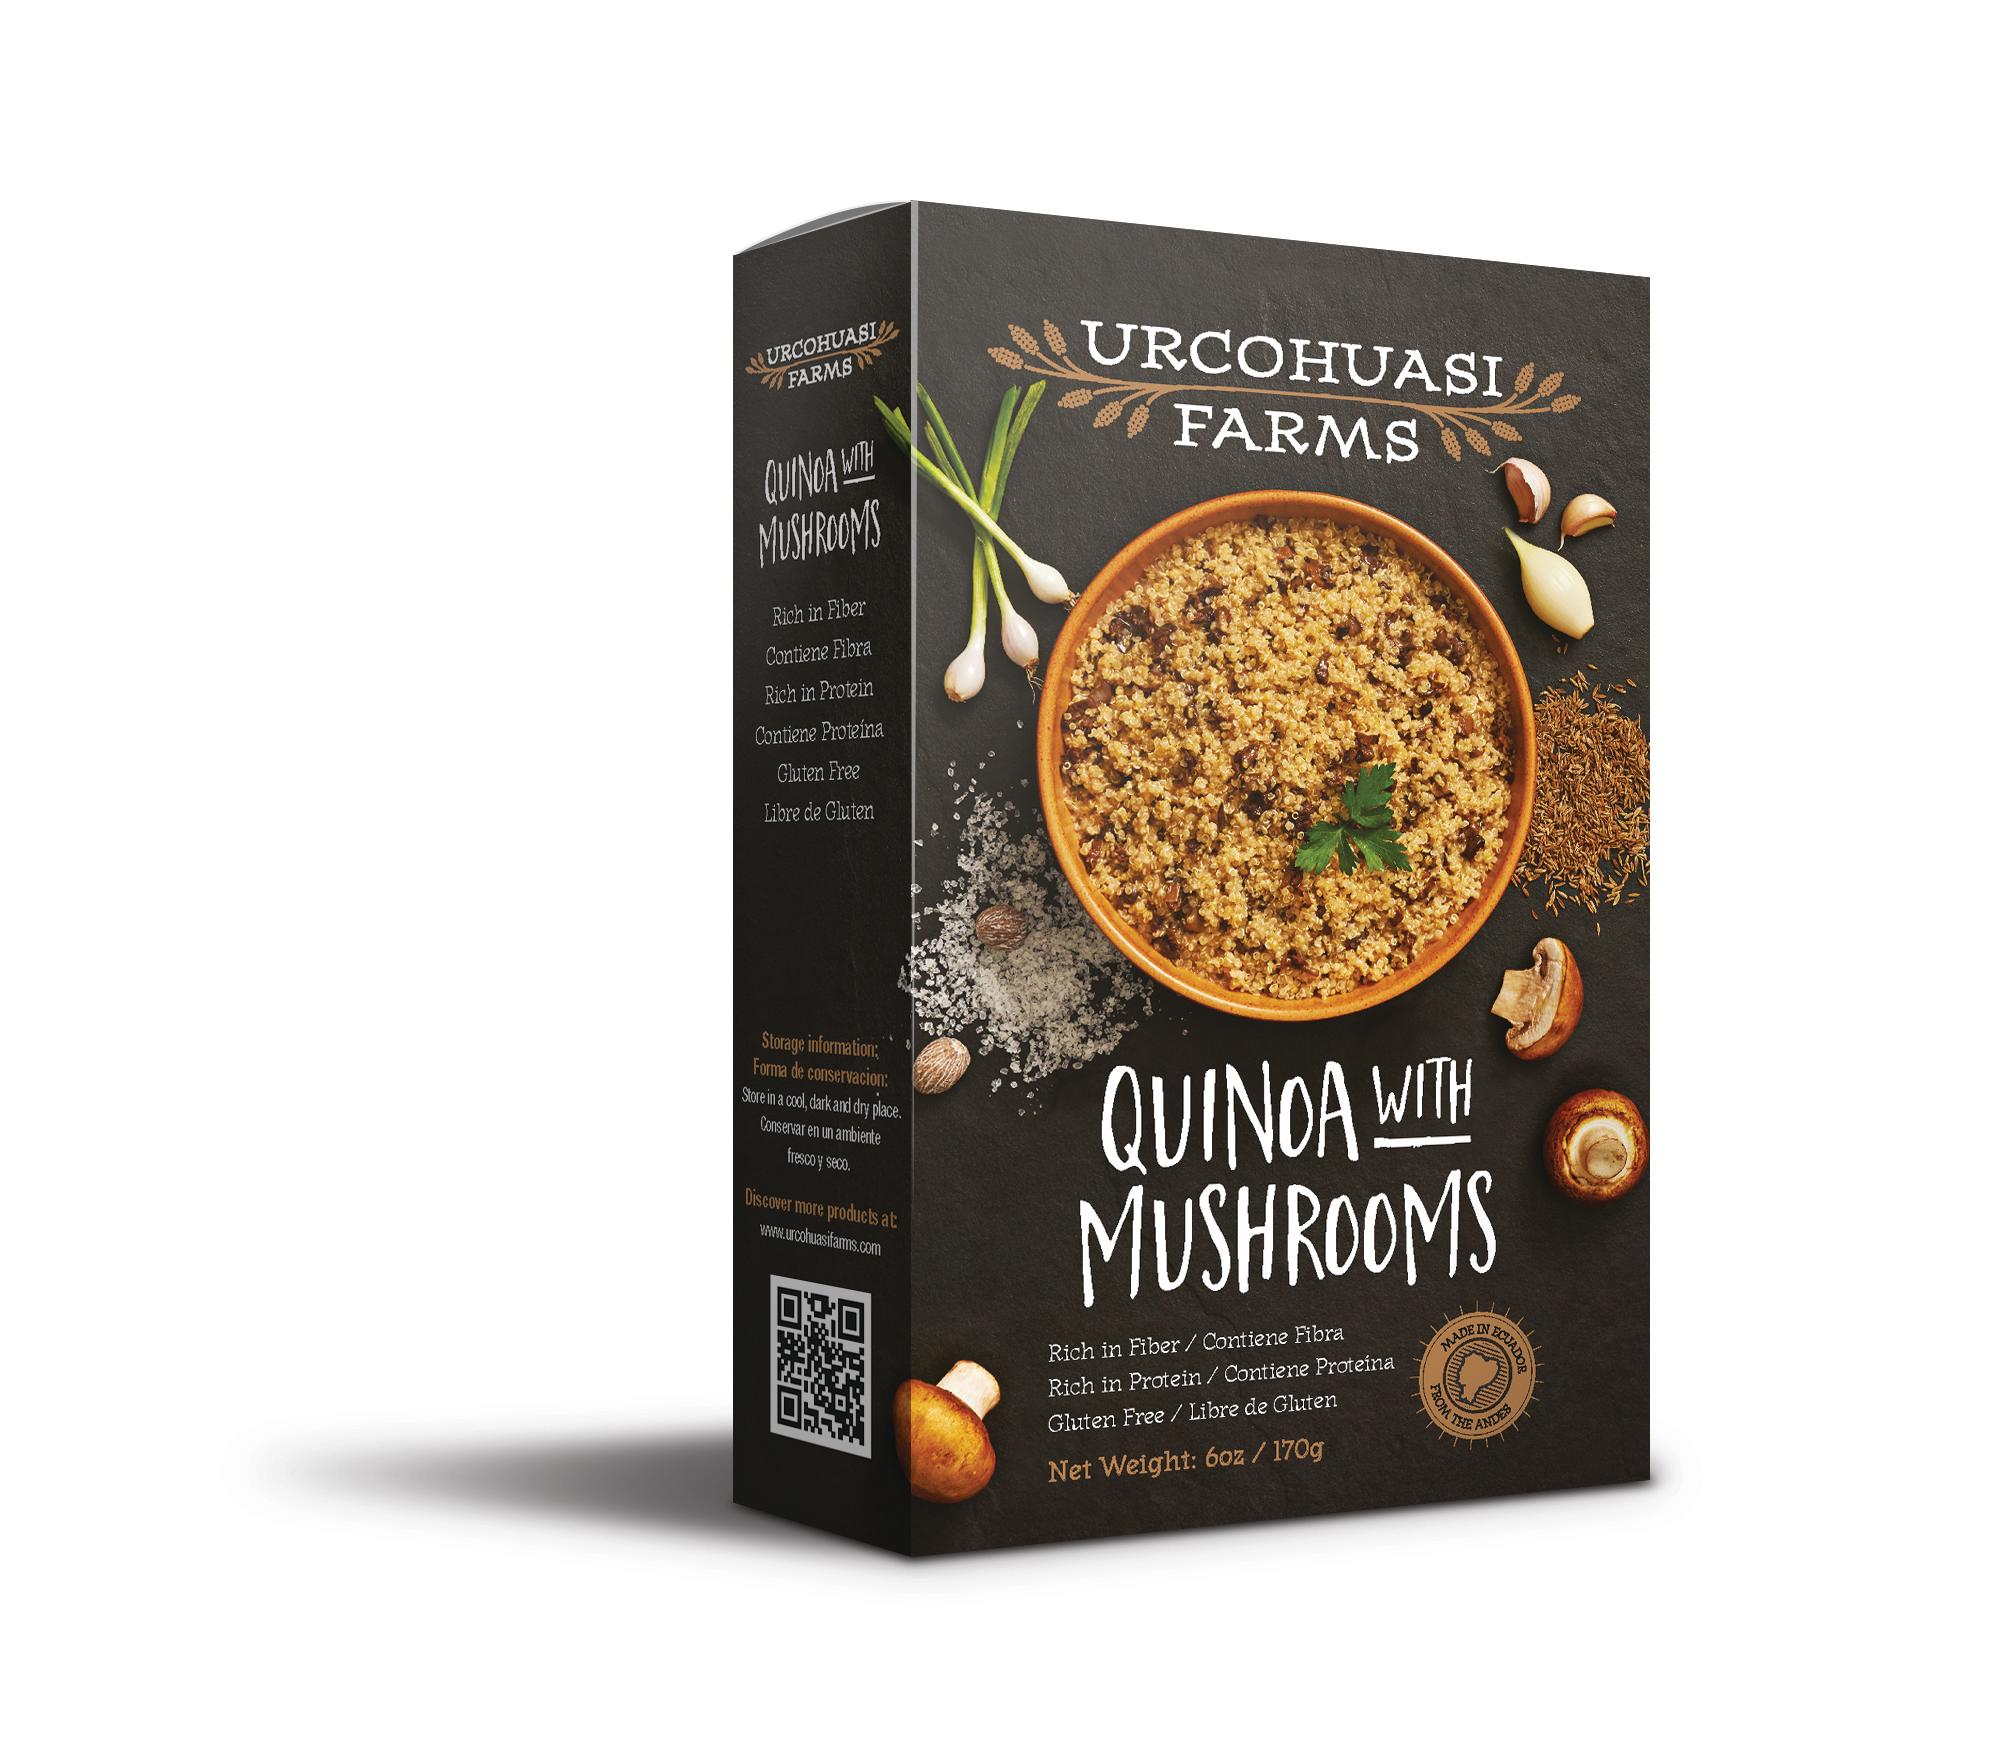 URCOHUASI
FARMS
QUINOA WITH
MUSHROOMS
Rich in Fiber
Contiene Fibra
Rich in Protein
Contiene Proteína
Gluten Free
Libre de Gluten
Storage information:
Forma de conservacion:
Store in a cool, dark and dry place.
Conservar en un ambiente
fresco y seco.
Discover more products at:
www.urcohuasifarms.com
URCOHUASI
FARMS
QUINOA WITH
MUSHROOMS
Rich in Fiber / Contiene Fibra
Rich in Protein / Contiene Proteína
Gluten Free / Libre de Gluten
Net Weight: 6oz / 170g
MADE IN ECUADOR
FROM THE ANDES